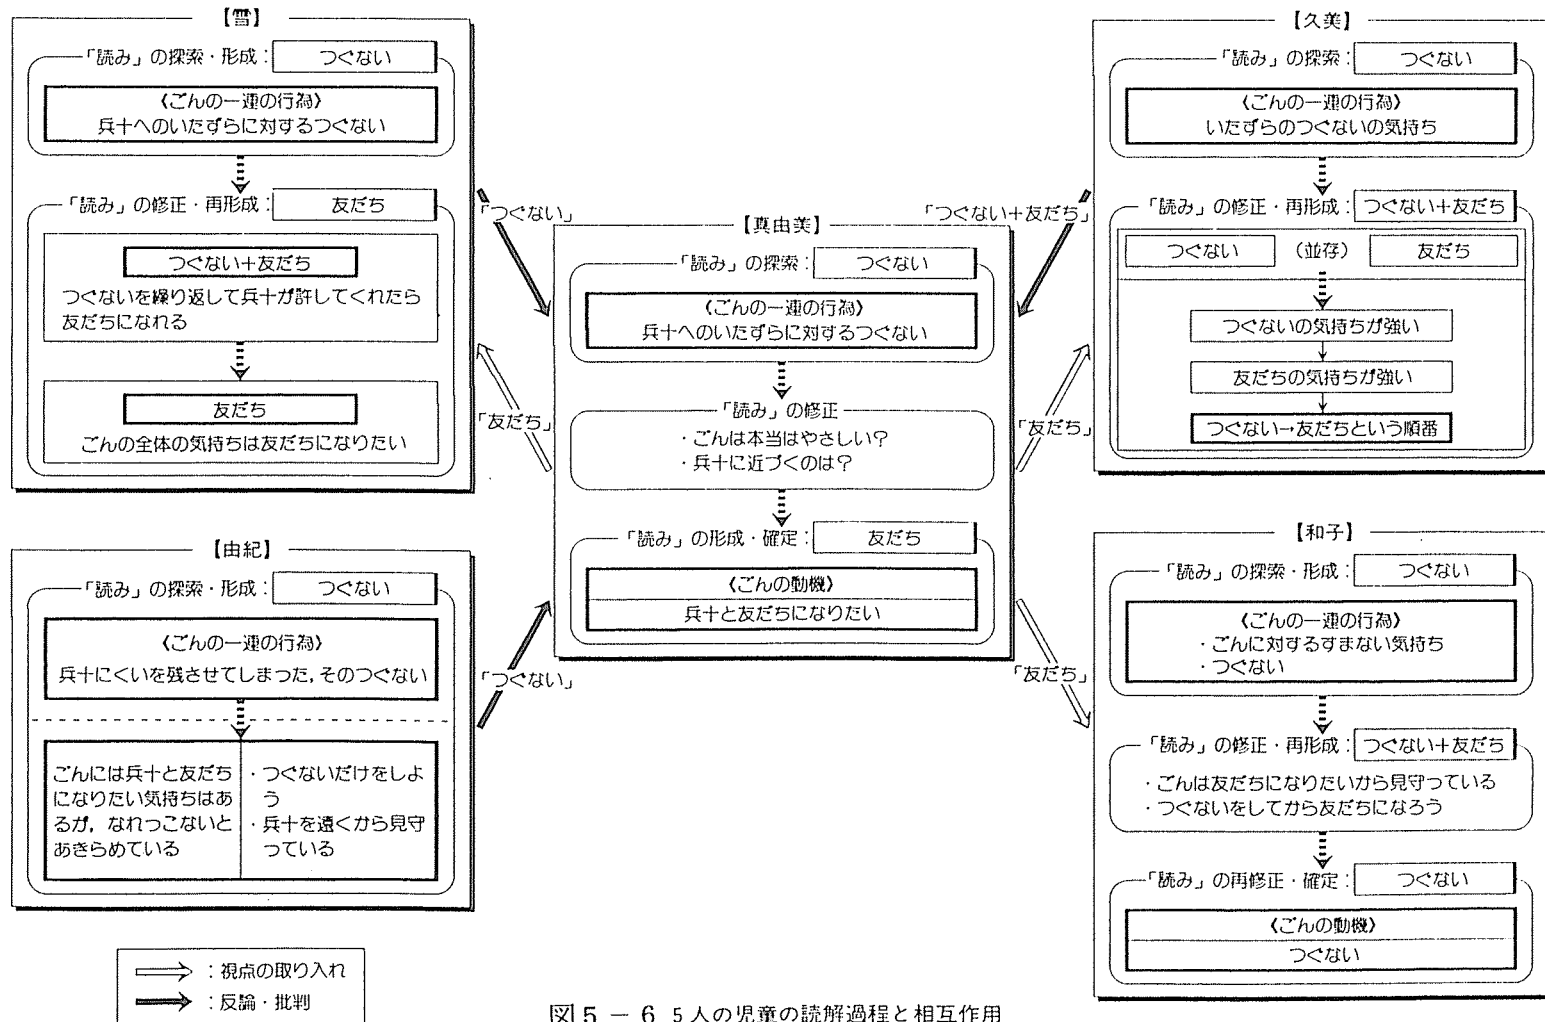 【雪】
「読み」の探索・形成：つぐない
〈ごんの一連の行為〉
兵十へのいたずらに対するつぐない
「読み」の修正・再形成：友だち
つぐない＋友だち
つぐないを繰り返して兵十が許してくれたら
友だちになれる
友だち
ごんの全体の気持ちは友だちになりたい
【由紀】
「読み」の探索・形成：つぐない
〈ごんの一連の行為〉
兵十にくいを残させてしまった，そのつぐない
ごんには兵十と友だち
になりたい気持ちはあ
るが，なれっこないと
あきらめている
・つぐないだけをしよ
う
・兵十を遠くから見守
っている
「つぐない」
「友だち」
「つぐない」
【真由美】
「読み」の探索：つぐない
〈ごんの一連の行為〉
兵十へのいたずらに対するつぐない
「読み」の修正
・ごんは本当はやさしい？
・兵十に近づくのは？
「読み」の形成・確定：友だち
〈ごんの動機〉
兵十と友だちになりたい
「つぐない＋友だち」
「友だち」
「友だち」
【久美】
「読み」の探索：つぐない
〈ごんの一連の行為〉
いたずらのつぐないの気持ち
「読み」の修正・再形成：つぐない＋友だち
つぐない （並存） 友だち
つぐないの気持ちが強い
友だちの気持ちが強い
つぐない→友だちという順番
【和子】
「読み」の探索・形成：つぐない
〈ごんの一連の行為〉
・ごんに対するすまない気持ち
・つぐない
「読み」の修正・再形成：つぐない＋友だち
・ごんは友だちになりたいから見守っている
・つぐないをしてから友だちになろう
「読み」の再修正・確定：つぐない
〈ごんの動機〉
つぐない
：視点の取り入れ
：反論・批判
図５－６ ５人の児童の読解過程と相互作用